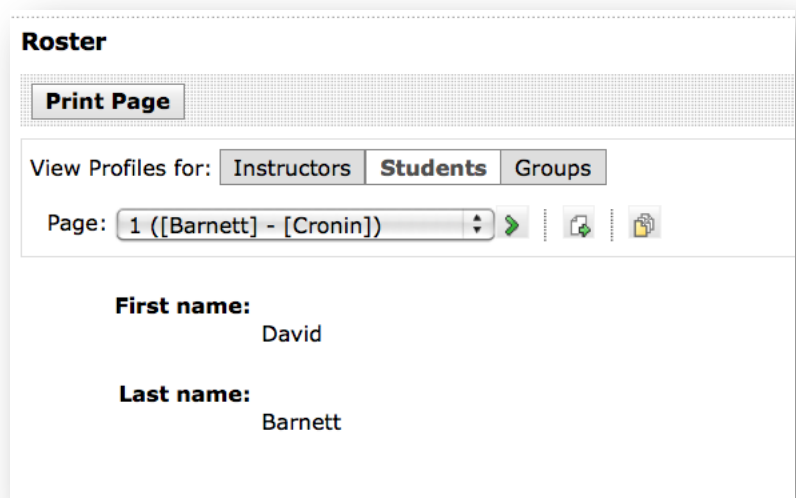 Roster
Print Page
View Profiles for: Instructors Students Groups
Page: 1 ([Barnett] - [Cronin])
First name:
David
Last name:
Barnett